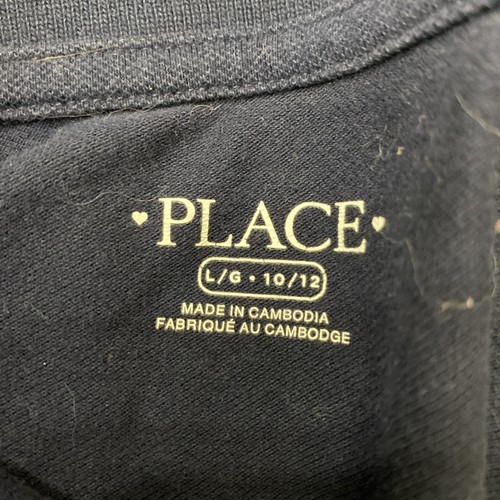 ♥PLACE♥
L/G • 10/12
MADE IN CAMBODIA
FABRIQUÉ AU CAMBODGE